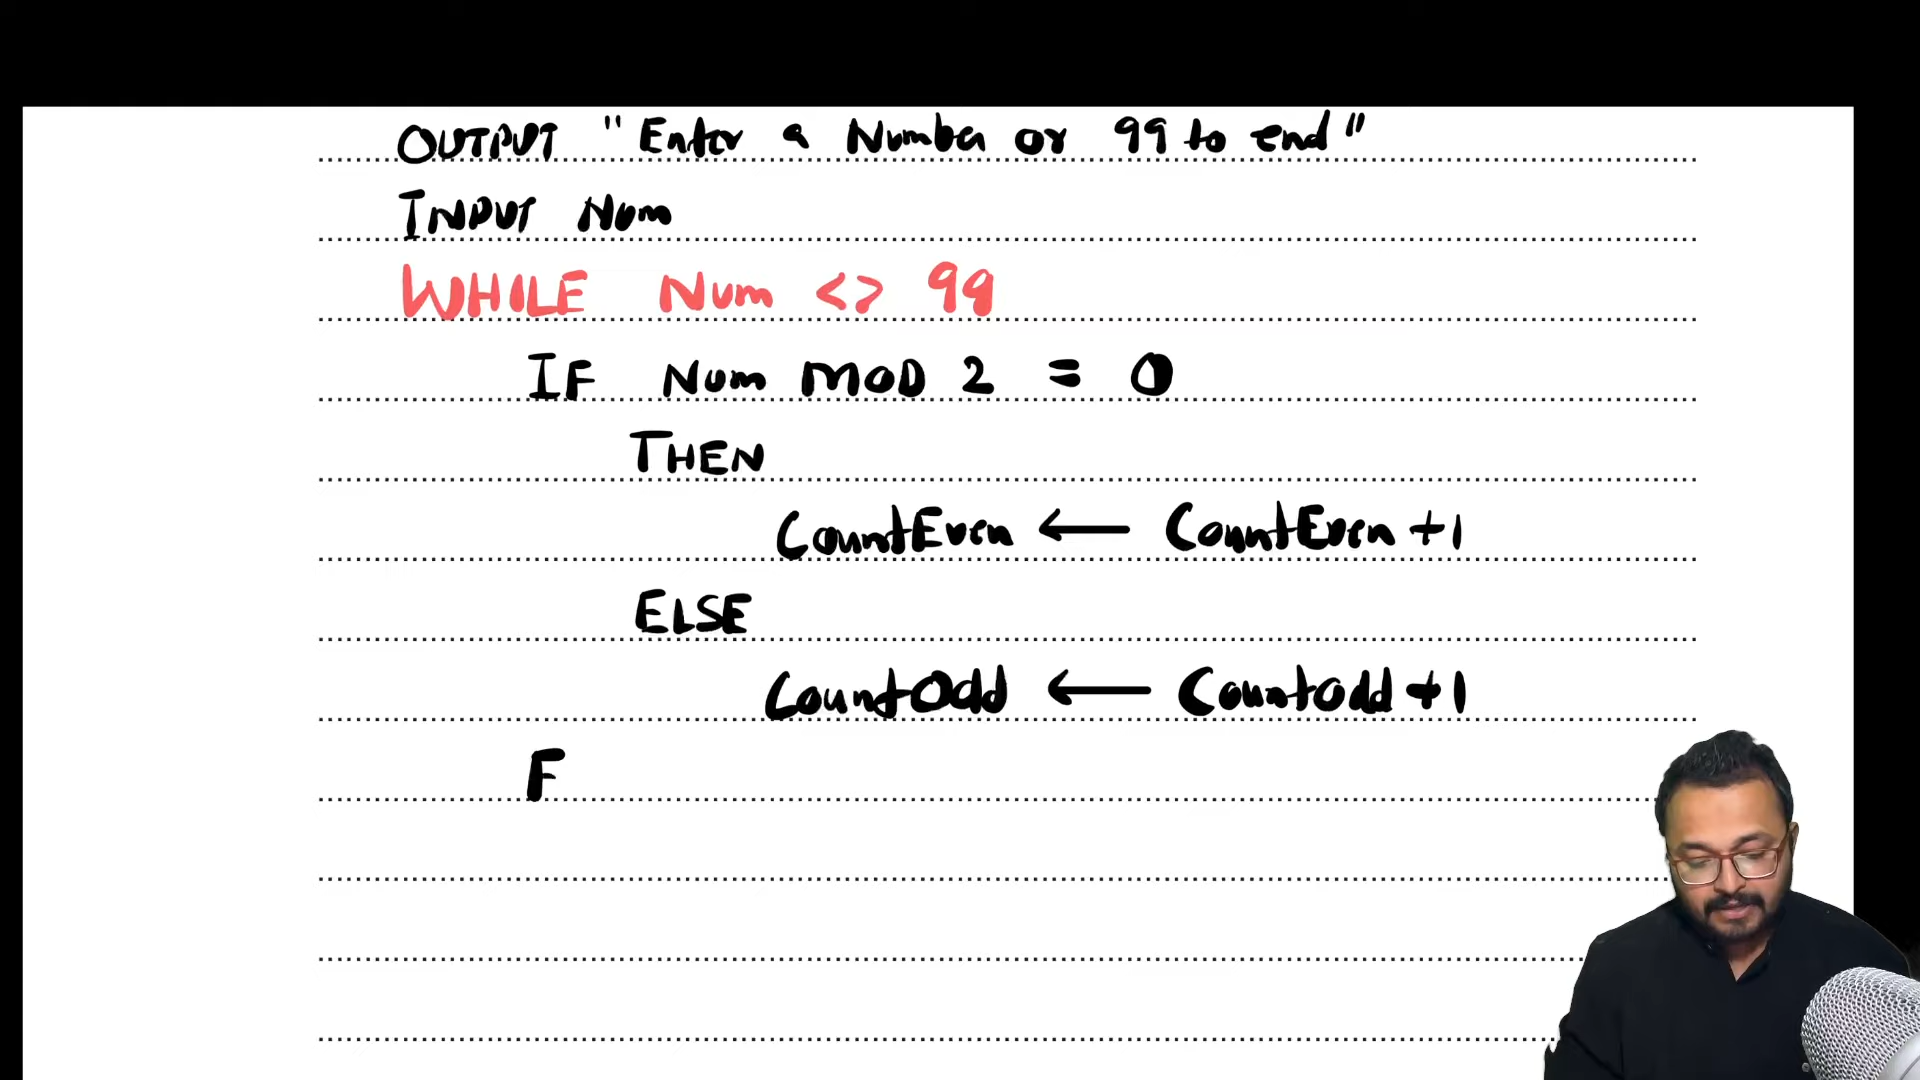 OUTPUT "Enter a Number or 99 to end"
INPUT Num
WHILE Num <> 99
IF Num MOD 2 = 0
THEN
CountEven ← CountEven +1
ELSE
CountOdd ← CountOdd +1
F